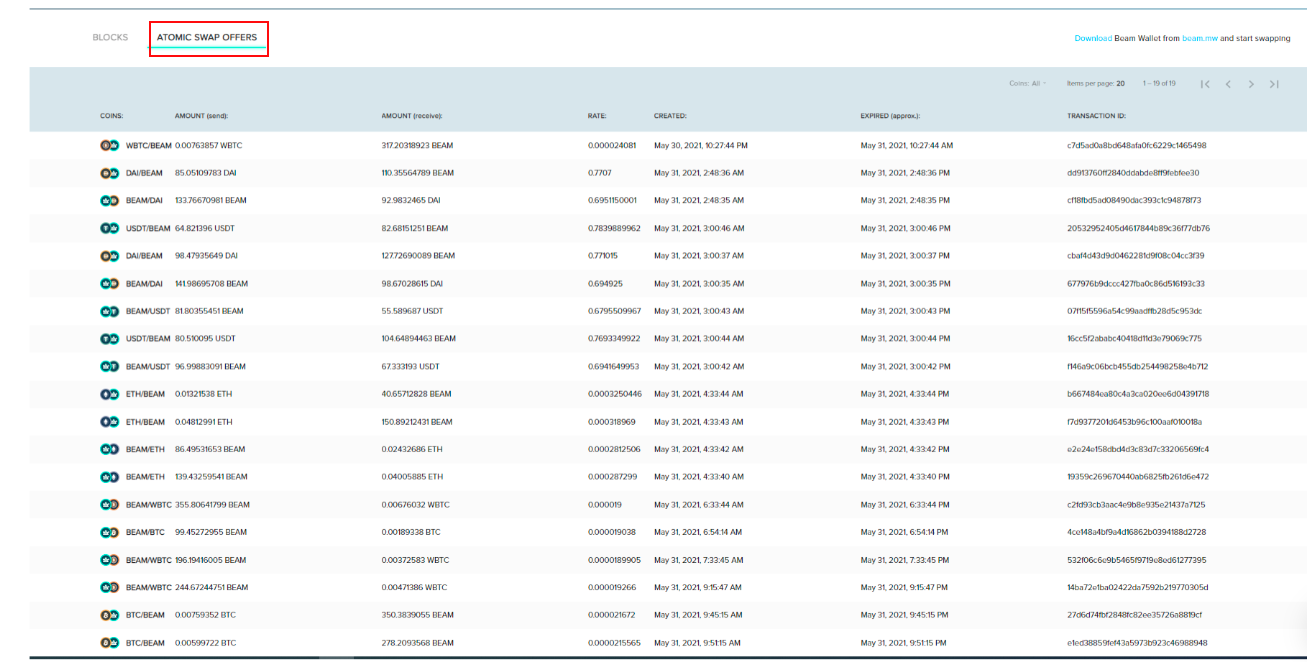 BLOCKS ATOMIC SWAP OFFERS Download Beam Wallet from beam.mw and start swapping
Coins: All Items per page: 20 1 – 19 of 19
COINS: AMOUNT (send): AMOUNT (receive): RATE: CREATED: EXPIRED (approx.): TRANSACTION ID:
WBTC/BEAM 0.00763857 WBTC 317.20318923 BEAM 0.000024081 May 30, 2021, 10:27:44 PM May 31, 2021, 10:27:44 AM c7d5ad0a8bd648afa0fc6229c1465498
DAI/BEAM 85.05109783 DAI 110.35564789 BEAM 0.7707 May 31, 2021, 2:48:36 AM May 31, 2021, 2:48:36 PM dd913760ff2840ddabde8ff9febfee30
BEAM/DAI 133.76670981 BEAM 92.9832465 DAI 0.6951150001 May 31, 2021, 2:48:35 AM May 31, 2021, 2:48:35 PM cf18fbd5ad08490dac393c1c94878f73
USDT/BEAM 64.821396 USDT 82.68151251 BEAM 0.7839889962 May 31, 2021, 3:00:46 AM May 31, 2021, 3:00:46 PM 20532952405d4617844b89c36f77db76
DAI/BEAM 98.47935649 DAI 127.72690089 BEAM 0.771015 May 31, 2021, 3:00:37 AM May 31, 2021, 3:00:37 PM cbaf4d43d9d0462281d9f08c04cc3f39
BEAM/DAI 141.98695708 BEAM 98.67028615 DAI 0.694925 May 31, 2021, 3:00:35 AM May 31, 2021, 3:00:35 PM 677976b9dccc427fba0c86d516193c33
BEAM/USDT 81.80355451 BEAM 55.589687 USDT 0.6795509967 May 31, 2021, 3:00:43 AM May 31, 2021, 3:00:43 PM 07f15f5596a54c99aadffb28d5c953dc
USDT/BEAM 80.510095 USDT 104.64894463 BEAM 0.7693349922 May 31, 2021, 3:00:44 AM May 31, 2021, 3:00:44 PM 16cc5f2ababc40418d11d3e79069c775
BEAM/USDT 96.99883091 BEAM 67.333193 USDT 0.6941649953 May 31, 2021, 3:00:42 AM May 31, 2021, 3:00:42 PM f146a9c06bcb455db254498258e4b712
ETH/BEAM 0.01321538 ETH 40.65712828 BEAM 0.0003250446 May 31, 2021, 4:33:44 AM May 31, 2021, 4:33:44 PM b667484ea80c4a3ca020ee6d04391718
ETH/BEAM 0.04812991 ETH 150.89212431 BEAM 0.000318969 May 31, 2021, 4:33:43 AM May 31, 2021, 4:33:43 PM f7d9377201d6453b96c100aaf010018a
BEAM/ETH 86.49531653 BEAM 0.02432686 ETH 0.0002812506 May 31, 2021, 4:33:42 AM May 31, 2021, 4:33:42 PM e2e24e158dbd4d3c83d7c33206569fc4
BEAM/ETH 139.43259541 BEAM 0.04005885 ETH 0.000287299 May 31, 2021, 4:33:40 AM May 31, 2021, 4:33:40 PM 19359c269670440ab6825fb261d6e472
BEAM/WBTC 355.80641799 BEAM 0.00676032 WBTC 0.000019 May 31, 2021, 6:33:44 AM May 31, 2021, 6:33:44 PM c2fd93cb3aac4e9b8e935e21437a7125
BEAM/BTC 99.45272955 BEAM 0.00189338 BTC 0.000019038 May 31, 2021, 6:54:14 AM May 31, 2021, 6:54:14 PM 4ce148a4bf9a4d16862b0394188d2728
BEAM/WBTC 196.19416005 BEAM 0.00372583 WBTC 0.0000189905 May 31, 2021, 7:33:45 AM May 31, 2021, 7:33:45 PM 532f06c6e9b5465f9719e8ed61277395
BEAM/WBTC 244.67244751 BEAM 0.00471386 WBTC 0.000019266 May 31, 2021, 9:15:47 AM May 31, 2021, 9:15:47 PM 14ba72e1ba02422da7592b219770305d
BTC/BEAM 0.00759352 BTC 350.3839055 BEAM 0.000021672 May 31, 2021, 9:45:15 AM May 31, 2021, 9:45:15 PM 27d6d74fbf2848fc82ee35726a8819cf
BTC/BEAM 0.00599722 BTC 278.2093568 BEAM 0.0000215565 May 31, 2021, 9:51:15 AM May 31, 2021, 9:51:15 PM e1ed38859fef43a5973b923c46988948